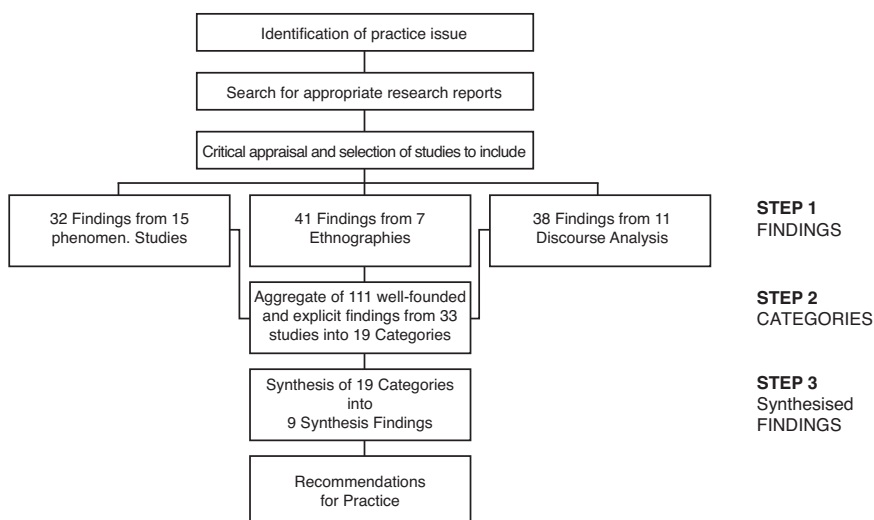 Identification of practice issue
Search for appropriate research reports
Critical appraisal and selection of studies to include
32 Findings from 15
phenomen. Studies
41 Findings from 7
Ethnographies
38 Findings from 11
Discourse Analysis
STEP 1
FINDINGS
Aggregate of 111 well-founded
and explicit findings from 33
studies into 19 Categories
STEP 2
CATEGORIES
Synthesis of 19 Categories
into
9 Synthesis Findings
STEP 3
Synthesised
FINDINGS
Recommendations
for Practice